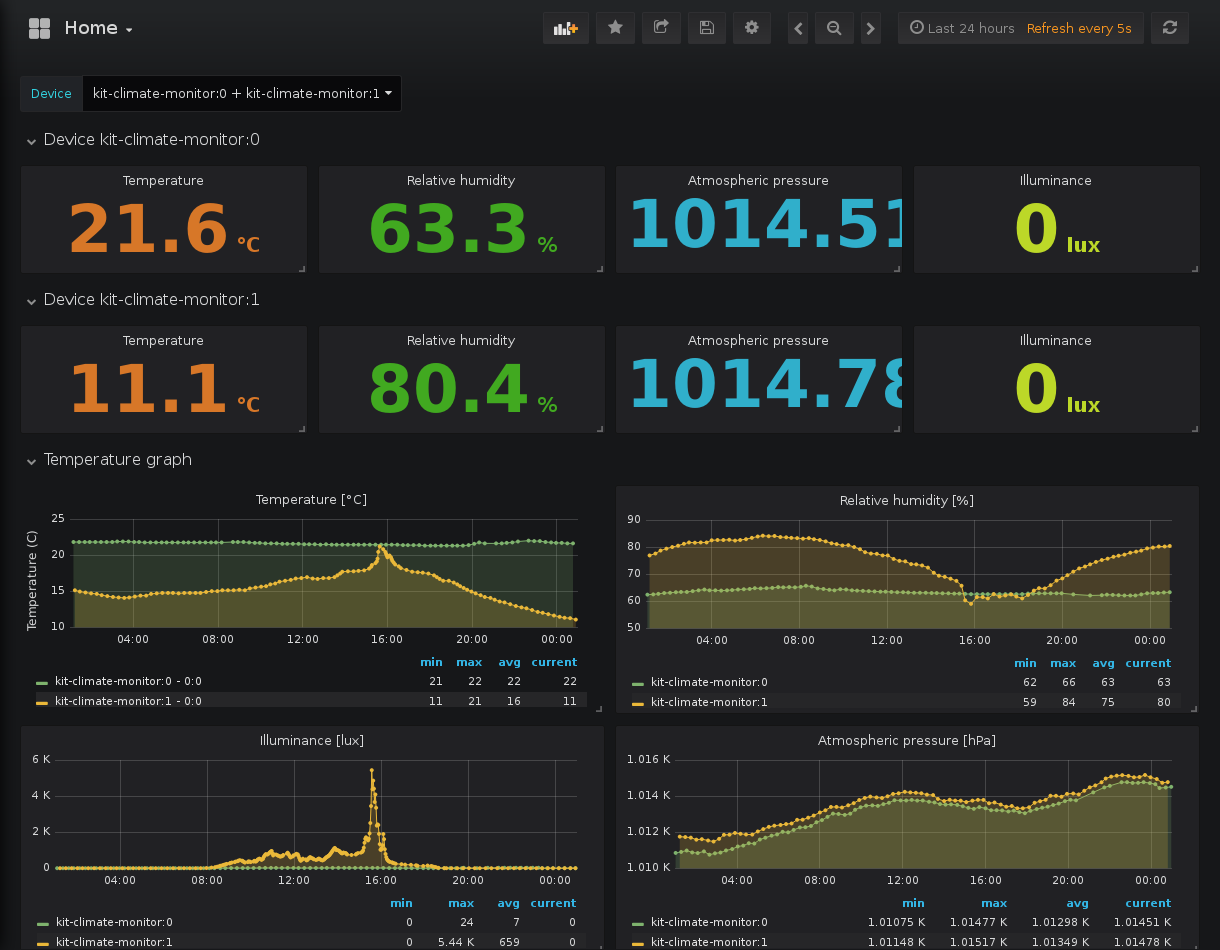 Home
Last 24 hours Refresh every 5s
Device kit-climate-monitor:0 + kit-climate-monitor:1
Device kit-climate-monitor:0
Temperature Relative humidity Atmospheric pressure Illuminance
21.6 °C 63.3 % 1014.51 0 lux
Device kit-climate-monitor:1
Temperature Relative humidity Atmospheric pressure Illuminance
11.1 °C 80.4 % 1014.78 0 lux
Temperature graph
Temperature [°C]
Temperature (C)
25
20
15
10
04:00 08:00 12:00 16:00 20:00 00:00
min max avg current
kit-climate-monitor:0 - 0:0 21 22 22 22
kit-climate-monitor:1 - 0:0 11 21 16 11
Relative humidity [%]
90
80
70
60
50
04:00 08:00 12:00 16:00 20:00 00:00
min max avg current
kit-climate-monitor:0 62 66 63 63
kit-climate-monitor:1 59 84 75 80
Illuminance [lux]
6 K
4 K
2 K
0
04:00 08:00 12:00 16:00 20:00 00:00
min max avg current
kit-climate-monitor:0 0 24 7 0
kit-climate-monitor:1 0 5.44 K 659 0
Atmospheric pressure [hPa]
1.016 K
1.014 K
1.012 K
1.010 K
04:00 08:00 12:00 16:00 20:00 00:00
min max avg current
kit-climate-monitor:0 1.01075 K 1.01477 K 1.01298 K 1.01451 K
kit-climate-monitor:1 1.01148 K 1.01517 K 1.01349 K 1.01478 K